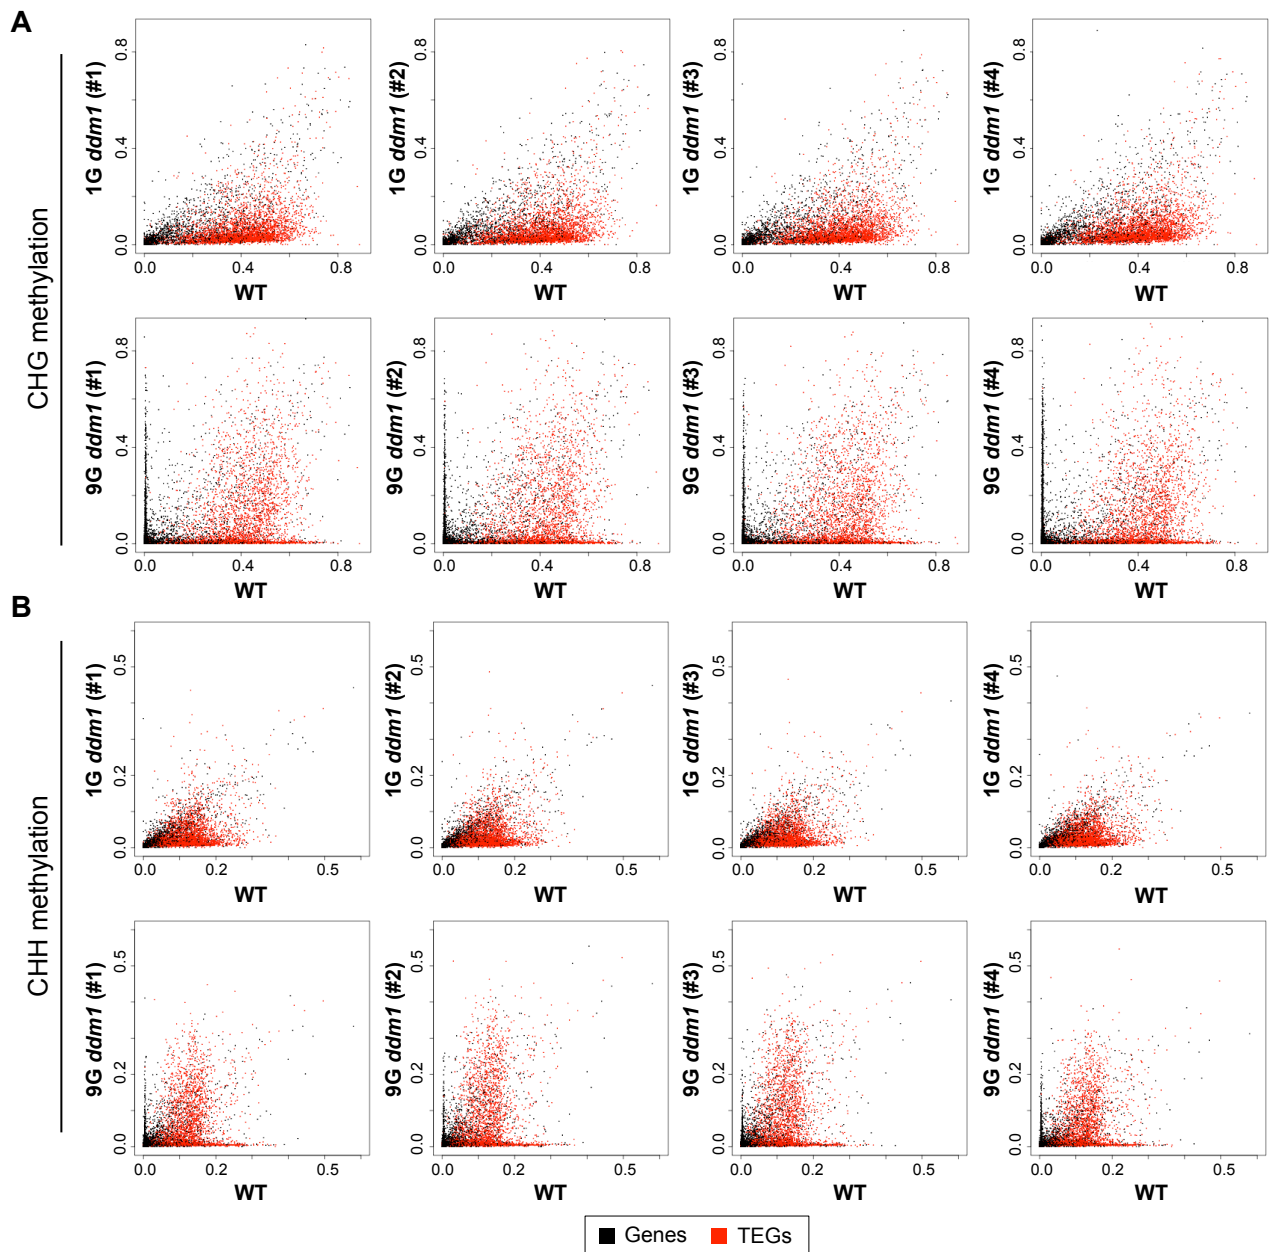 A
CHG methylation
1G ddm1 (#1)
0.0 0.4 0.8
0.0 0.4 0.8
WT
1G ddm1 (#2)
0.0 0.4 0.8
0.0 0.4 0.8
WT
1G ddm1 (#3)
0.0 0.4 0.8
0.0 0.4 0.8
WT
1G ddm1 (#4)
0.0 0.4 0.8
0.0 0.4 0.8
WT
9G ddm1 (#1)
0.0 0.4 0.8
0.0 0.4 0.8
WT
9G ddm1 (#2)
0.0 0.4 0.8
0.0 0.4 0.8
WT
9G ddm1 (#3)
0.0 0.4 0.8
0.0 0.4 0.8
WT
9G ddm1 (#4)
0.0 0.4 0.8
0.0 0.4 0.8
WT
B
CHH methylation
1G ddm1 (#1)
0.0 0.2 0.5
0.0 0.2 0.5
WT
1G ddm1 (#2)
0.0 0.2 0.5
0.0 0.2 0.5
WT
1G ddm1 (#3)
0.0 0.2 0.5
0.0 0.2 0.5
WT
1G ddm1 (#4)
0.0 0.2 0.5
0.0 0.2 0.5
WT
9G ddm1 (#1)
0.0 0.2 0.5
0.0 0.2 0.5
WT
9G ddm1 (#2)
0.0 0.2 0.5
0.0 0.2 0.5
WT
9G ddm1 (#3)
0.0 0.2 0.5
0.0 0.2 0.5
WT
9G ddm1 (#4)
0.0 0.2 0.5
0.0 0.2 0.5
WT
Genes TEGs